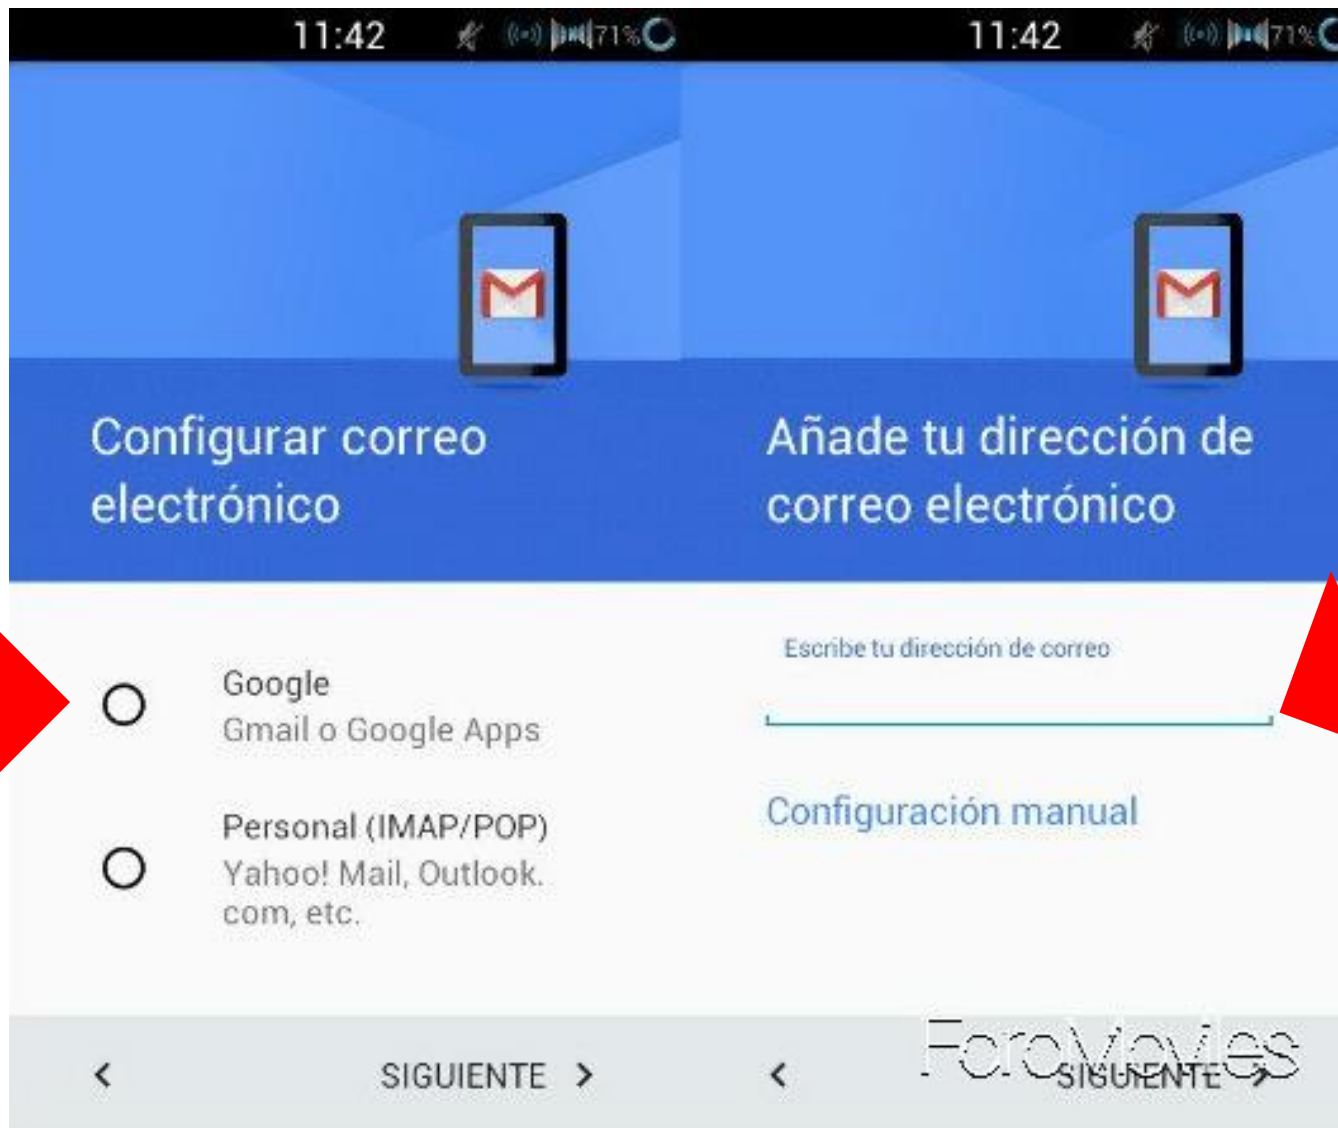 11:42
71%
Configurar correo
electrónico
Google
Gmail o Google Apps
Personal (IMAP/POP)
Yahoo! Mail, Outlook.
com, etc.
< SIGUIENTE >
11:42
71%
Añade tu dirección de
correo electrónico
Escribe tu dirección de correo
Configuración manual
< SIGUIENTE >
ForoMoviles